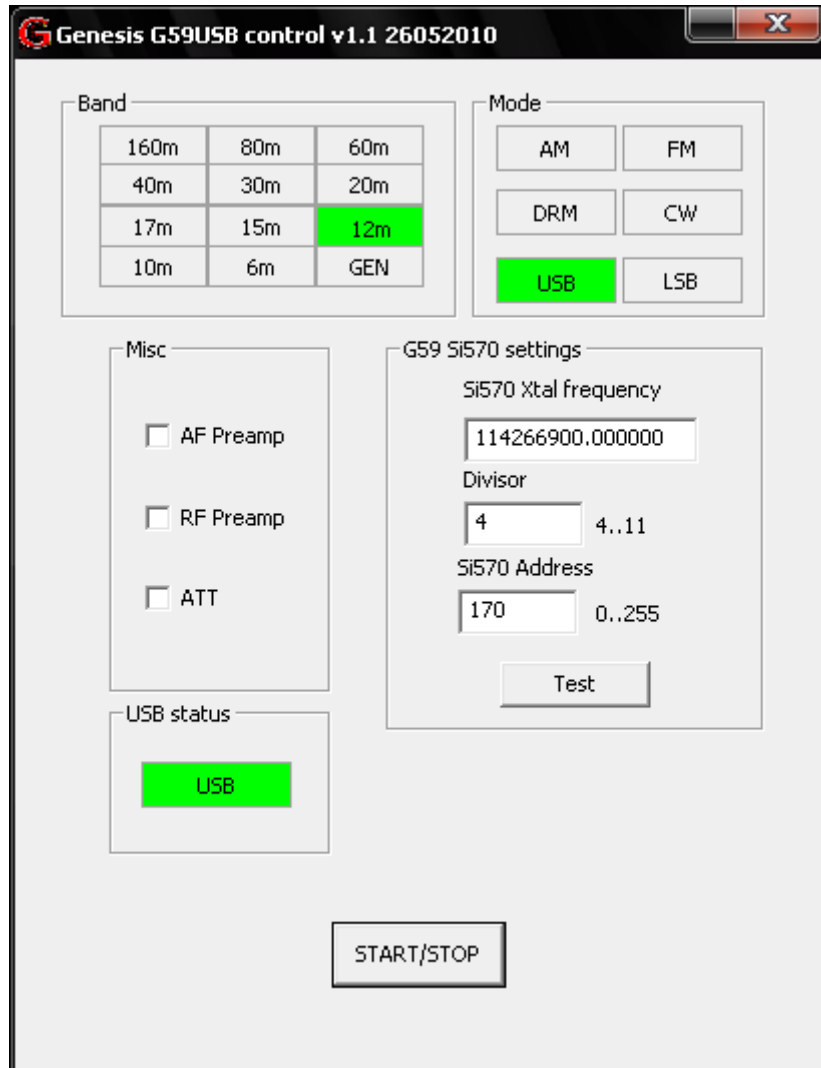 Genesis G59USB control v1.1 26052010
Band
160m 80m 60m
40m 30m 20m
17m 15m 12m
10m 6m GEN
Mode
AM FM
DRM CW
USB LSB
Misc
AF Preamp
RF Preamp
ATT
G59 Si570 settings
Si570 Xtal frequency
114266900.000000
Divisor
4 4..11
Si570 Address
170 0..255
Test
USB status
USB
START/STOP